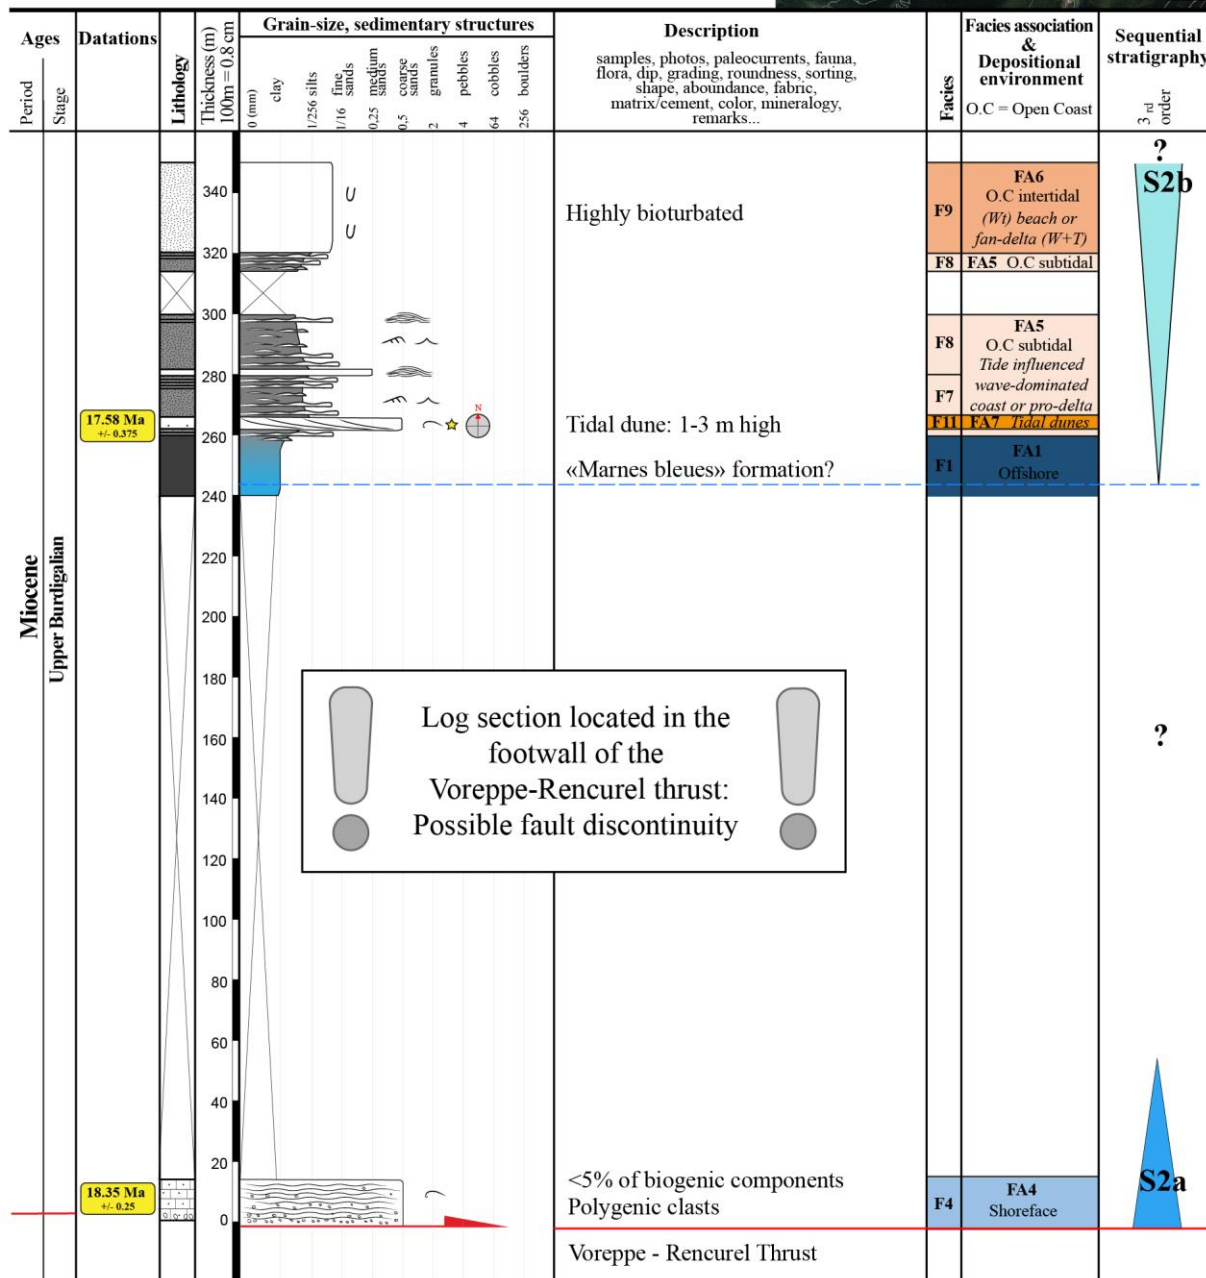 Ages
Period
Stage
Datations
Lithology
Thickness (m)
100m = 0.8 cm
Grain-size, sedimentary structures
0 (mm)
clay
1/256 silts
1/16 fine sands
0,25 medium sands
0,5 coarse sands
2 granules
4 pebbles
64 cobbles
256 boulders
Description
samples, photos, paleocurrents, fauna,
flora, dip, grading, roundness, sorting,
shape, aboundance, fabric,
matrix/cement, color, mineralogy,
remarks...
Facies
Facies association
&
Depositional
environment
O.C = Open Coast
Sequential
stratigraphy
3 rd
order
Miocene
Upper Burdigalian
?
S2b
340
Highly bioturbated
F9
FA6
O.C intertidal
(Wt) beach or
fan-delta (W+T)
320
F8
FA5 O.C subtidal
300
F8
FA5
O.C subtidal
Tide influenced
wave-dominated
coast or pro-delta
280
F7
17.58 Ma
+/- 0.375
N
Tidal dune: 1-3 m high
F11
FA7 Tidal dunes
260
«Marnes bleues» formation?
F1
FA1
Offshore
240
220
200
180
160
140
120
100
80
60
40
20
0
Log section located in the
footwall of the
Voreppe-Rencurel thrust:
Possible fault discontinuity
?
18.35 Ma
+/- 0.25
<5% of biogenic components
Polygenic clasts
F4
FA4
Shoreface
S2a
Voreppe - Rencurel Thrust